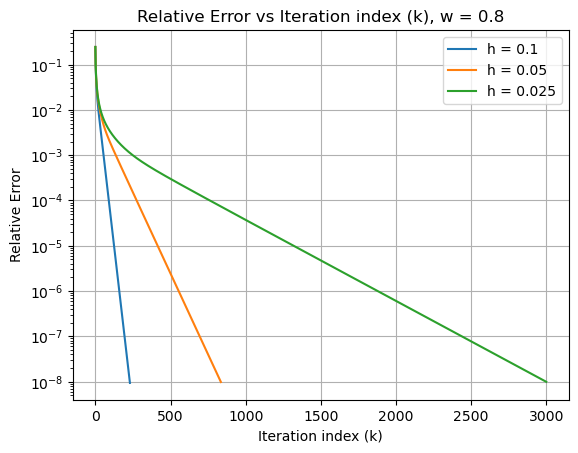 Relative Error vs Iteration index (k), w = 0.8
h = 0.1
h = 0.05
h = 0.025
Relative Error
10⁻¹
10⁻²
10⁻³
10⁻⁴
10⁻⁵
10⁻⁶
10⁻⁷
10⁻⁸
0 500 1000 1500 2000 2500 3000
Iteration index (k)